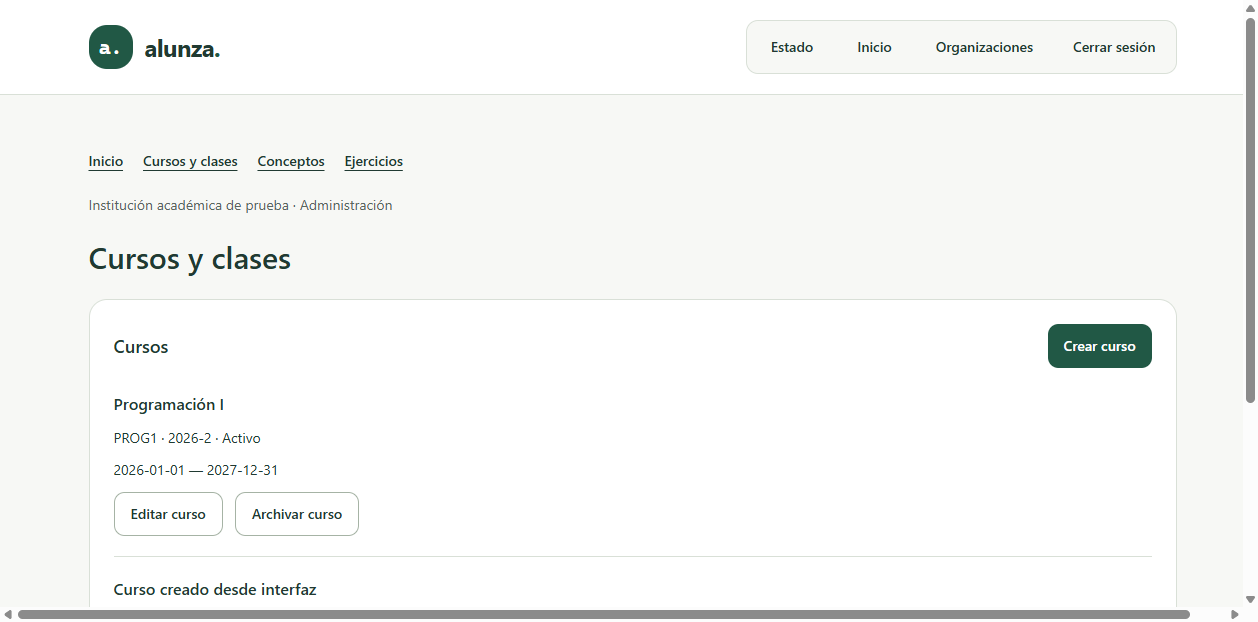 a. alunza.
Estado Inicio Organizaciones Cerrar sesión
Inicio Cursos y clases Conceptos Ejercicios
Institución académica de prueba · Administración
Cursos y clases
Cursos
Crear curso
Programación I
PROG1 · 2026-2 · Activo
2026-01-01 — 2027-12-31
Editar curso Archivar curso
Curso creado desde interfaz